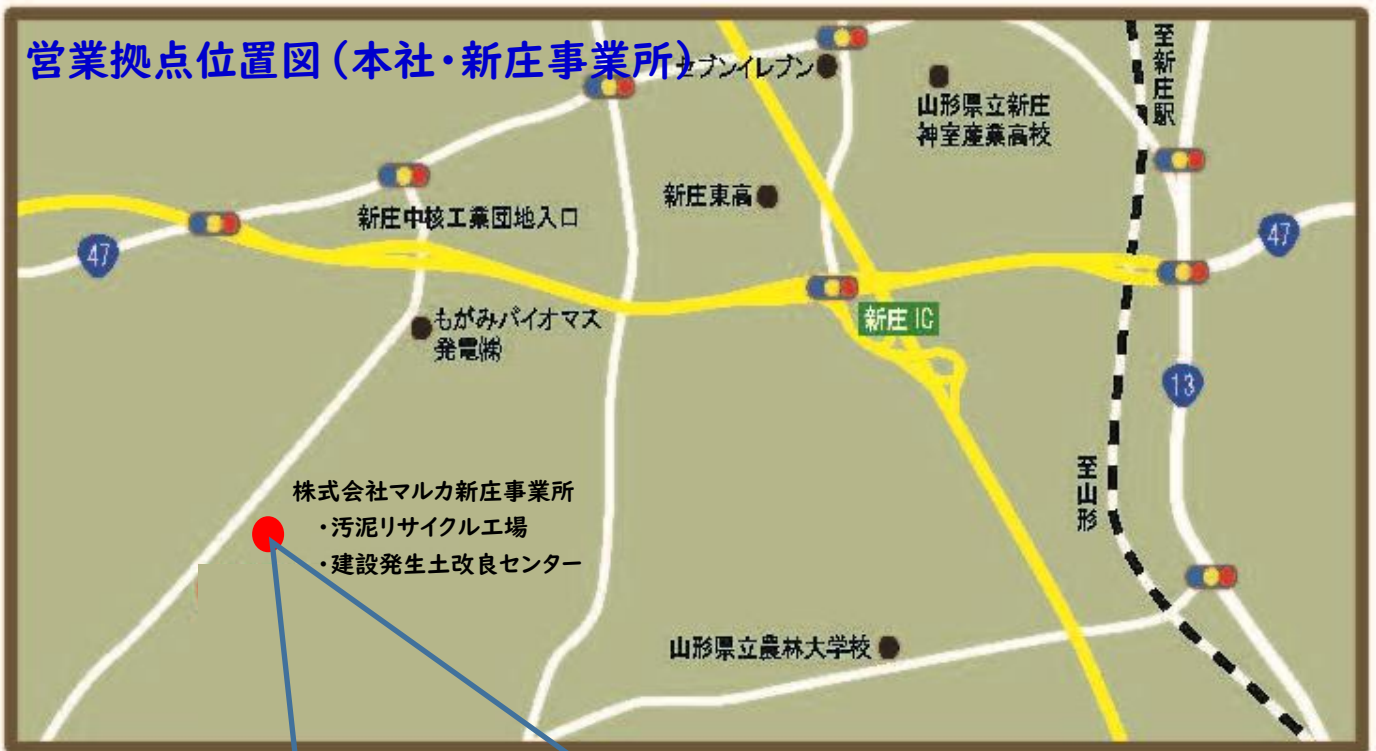 営業拠点位置図（本社・新庄事業所）
セブンイレブン
山形県立新庄
神室産業高校
至新庄駅
新庄東高
新庄中核工業団地入口
47
47
もがみバイオマス
発電㈱
新庄 IC
13
至山形
株式会社マルカ新庄事業所
・汚泥リサイクル工場
・建設発生土改良センター
山形県立農林大学校